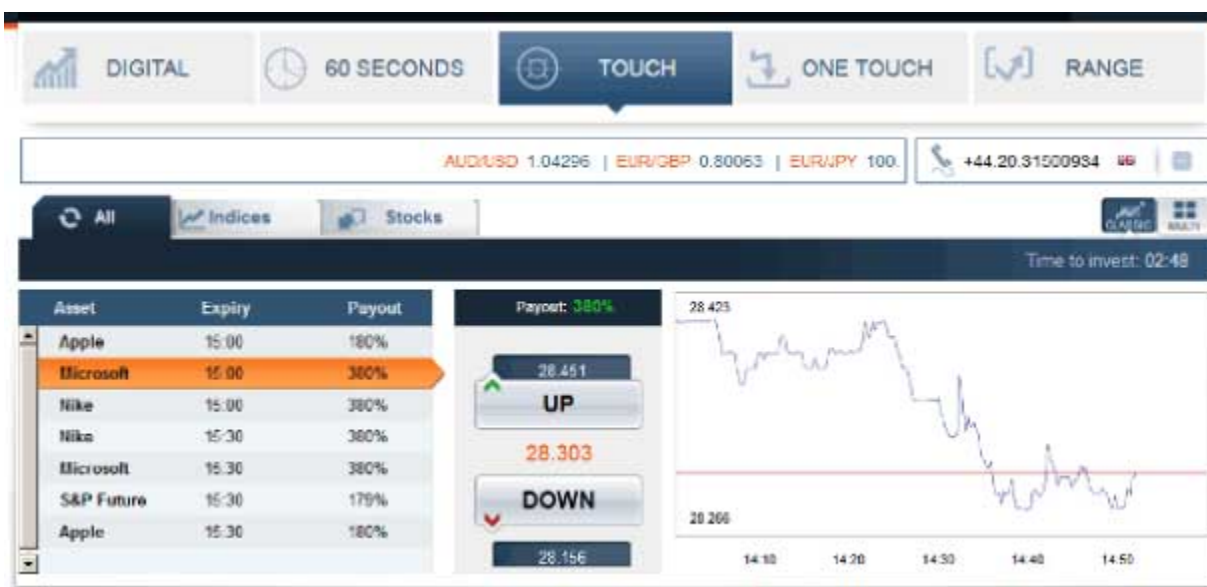 DIGITAL 60 SECONDS TOUCH ONE TOUCH RANGE
AUD/USD 1.04296 | EUR/GBP 0.80063 | EUR/JPY 100. +44.20.31500934
All Indices Stocks CLASSIC MULTI
Time to invest: 02:48
Asset Expiry Payout
Apple 15:00 180%
Microsoft 15:00 380%
Nike 15:00 380%
Nike 15:30 380%
Microsoft 15:30 380%
S&P Future 15:30 179%
Apple 15:30 180%
Payout: 380%
28.451
UP
28.303
DOWN
28.156
28.423
28.266
14:10 14:20 14:30 14:40 14:50